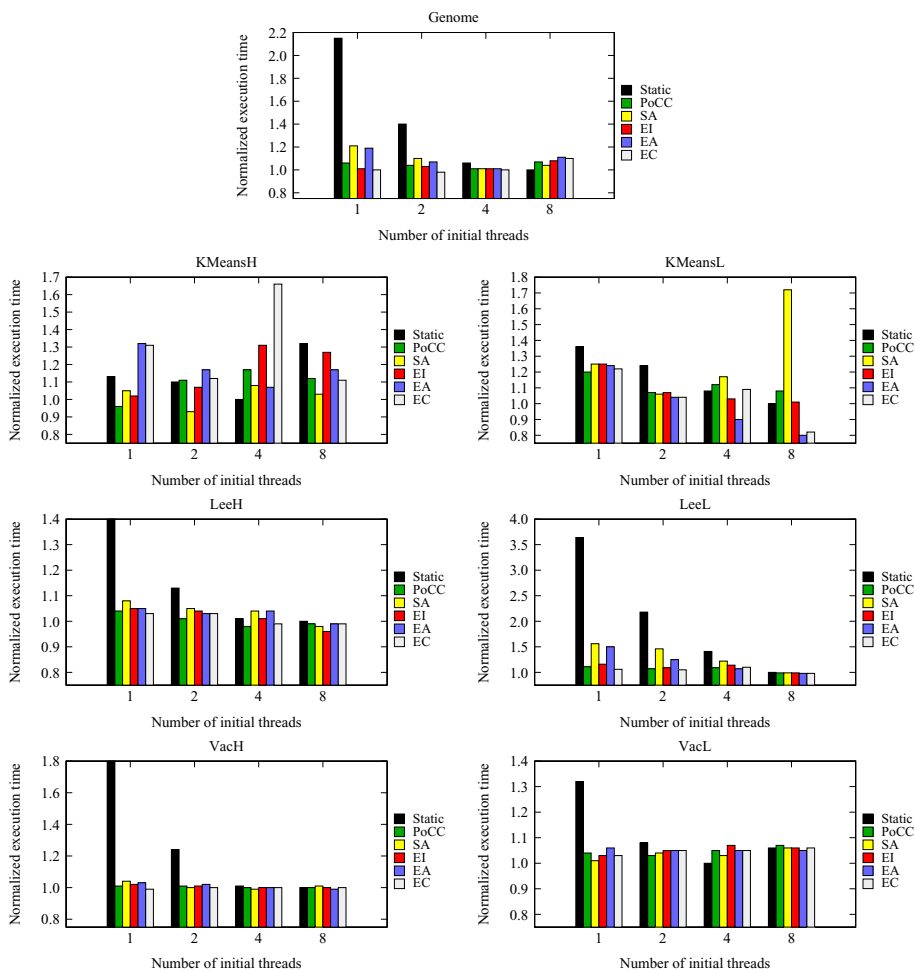 Genome
Normalized execution time
2.2
2.0
1.8
1.6
1.4
1.2
1.0
0.8
1 2 4 8
Number of initial threads
Static
PoCC
SA
EI
EA
EC
KMeansH
Normalized execution time
1.7
1.6
1.5
1.4
1.3
1.2
1.1
1.0
0.9
0.8
1 2 4 8
Number of initial threads
Static
PoCC
SA
EI
EA
EC
KMeansL
Normalized execution time
1.8
1.7
1.6
1.5
1.4
1.3
1.2
1.1
1.0
0.9
0.8
1 2 4 8
Number of initial threads
Static
PoCC
SA
EI
EA
EC
LeeH
Normalized execution time
1.4
1.3
1.2
1.1
1.0
0.9
0.8
1 2 4 8
Number of initial threads
Static
PoCC
SA
EI
EA
EC
LeeL
Normalized execution time
4.0
3.5
3.0
2.5
2.0
1.5
1.0
1 2 4 8
Number of initial threads
Static
PoCC
SA
EI
EA
EC
VacH
Normalized execution time
1.8
1.6
1.4
1.2
1.0
0.8
1 2 4 8
Number of initial threads
Static
PoCC
SA
EI
EA
EC
VacL
Normalized execution time
1.4
1.3
1.2
1.1
1.0
0.9
0.8
1 2 4 8
Number of initial threads
Static
PoCC
SA
EI
EA
EC